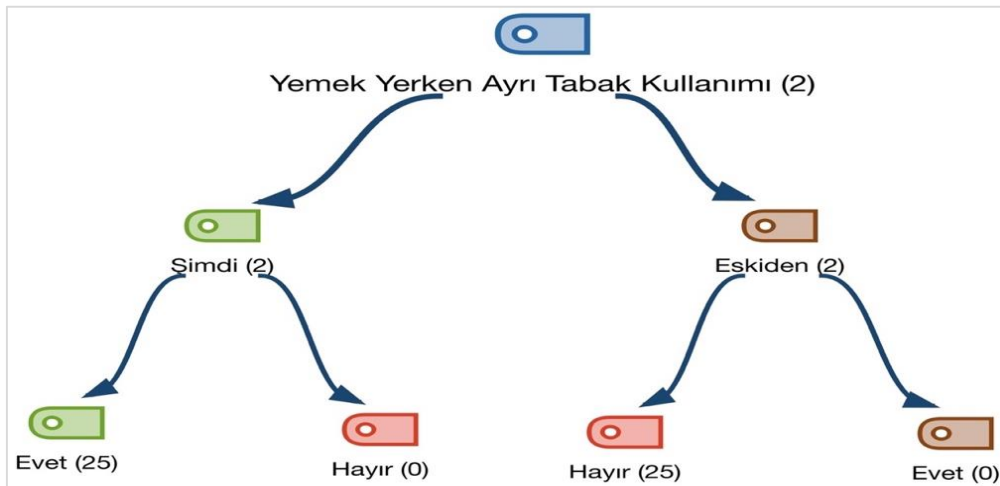 Yemek Yerken Ayrı Tabak Kullanımı (2)
Şimdi (2)
Eskiden (2)
Evet (25)
Hayır (0)
Hayır (25)
Evet (0)